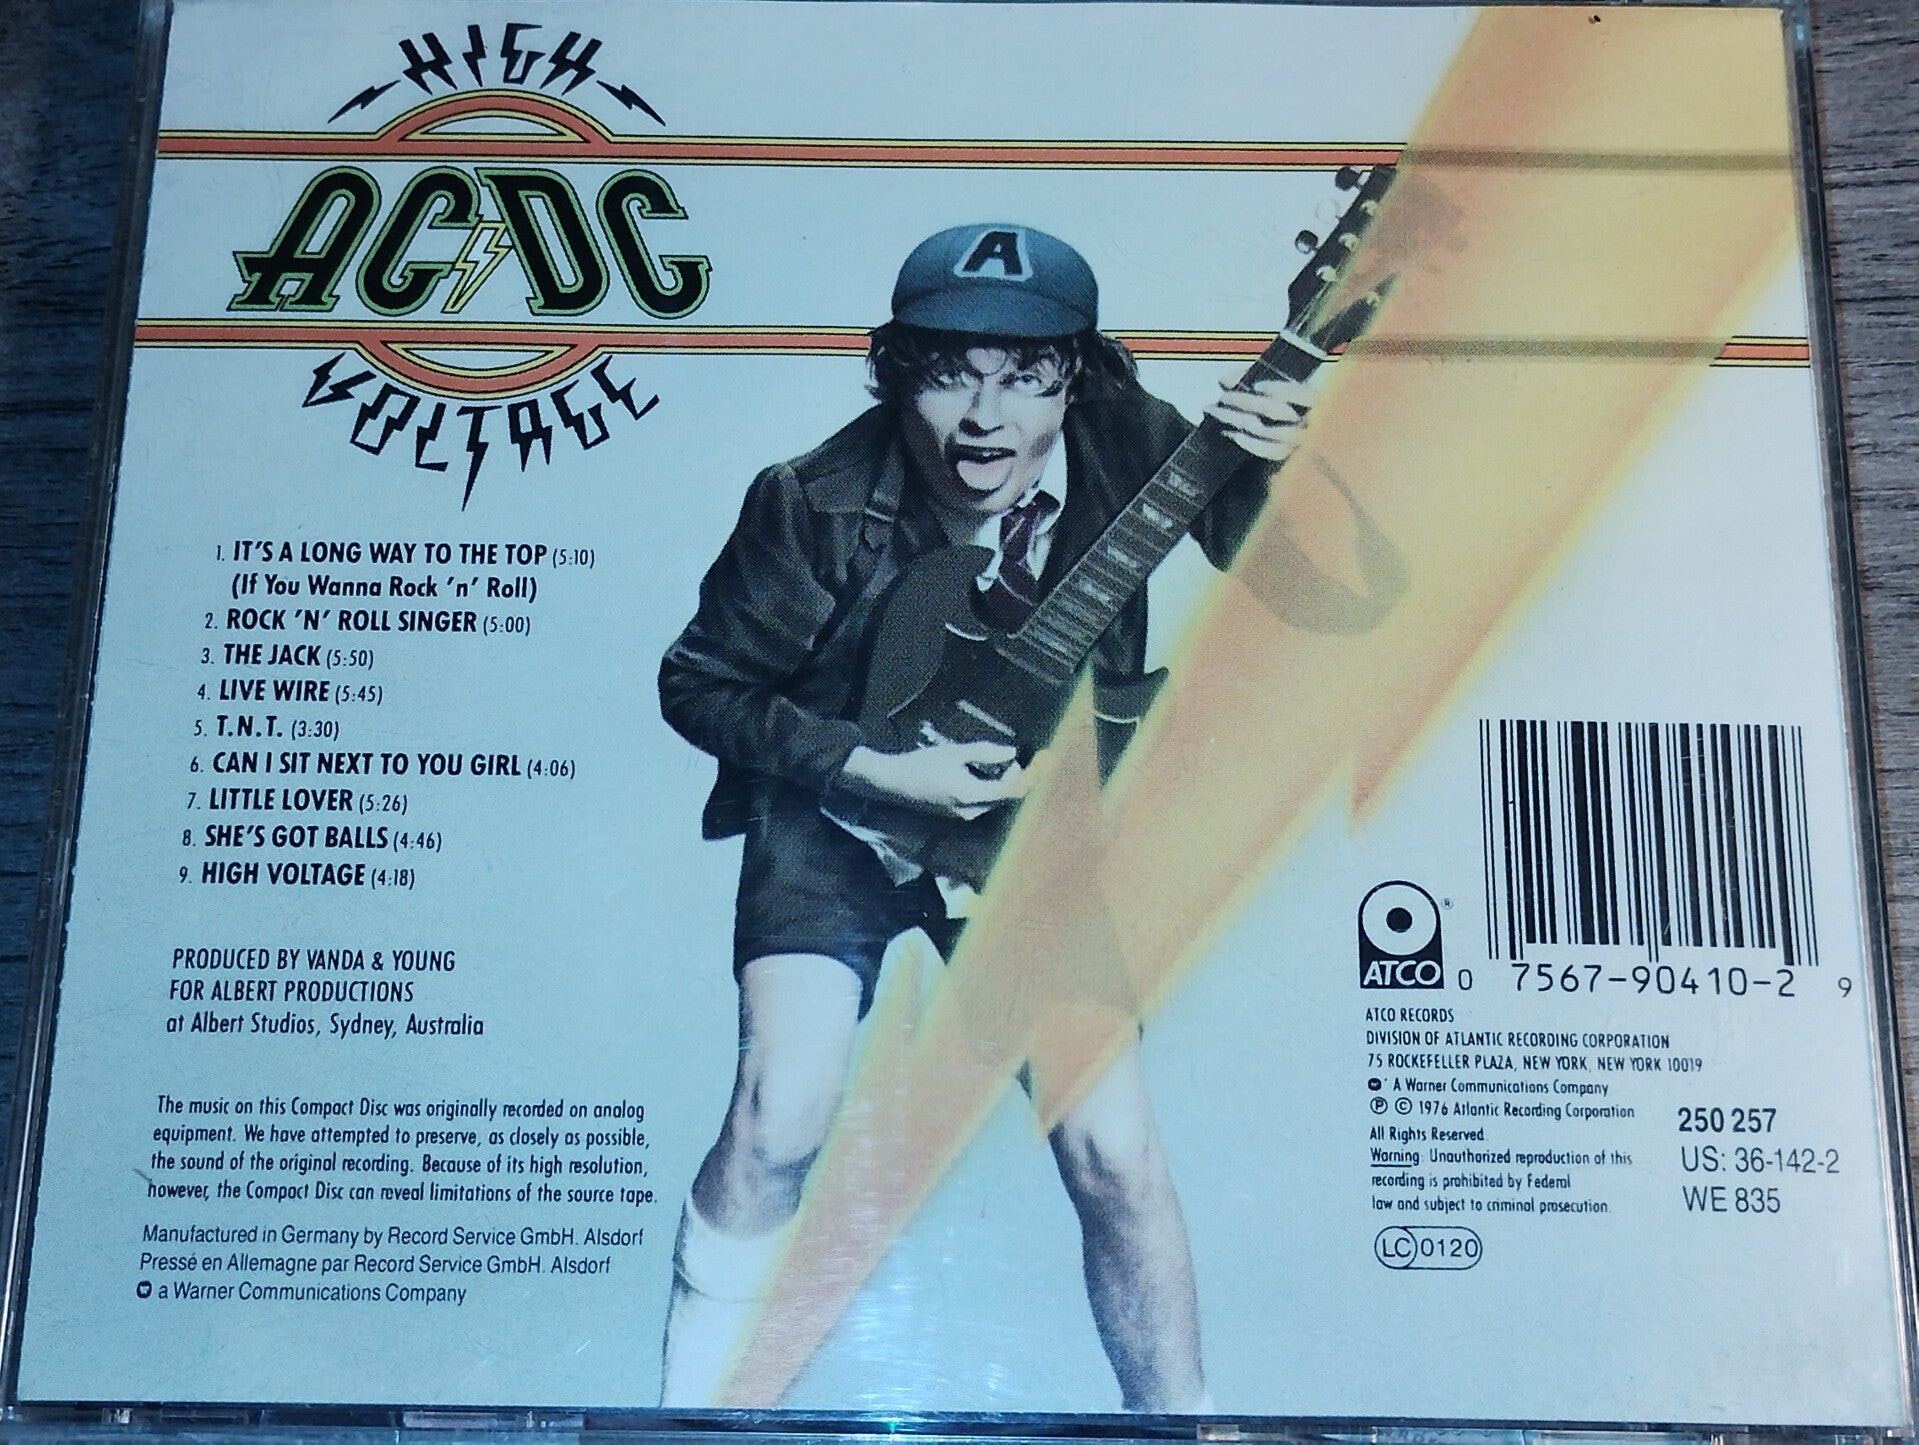 HIGH
AC/DC
VOLTAGE
A
1. IT'S A LONG WAY TO THE TOP (5:10)
(If You Wanna Rock 'n' Roll)
2. ROCK 'N' ROLL SINGER (5:00)
3. THE JACK (5:50)
4. LIVE WIRE (5:45)
5. T.N.T. (3:30)
6. CAN I SIT NEXT TO YOU GIRL (4:06)
7. LITTLE LOVER (5:26)
8. SHE'S GOT BALLS (4:46)
9. HIGH VOLTAGE (4:18)
PRODUCED BY VANDA & YOUNG
FOR ALBERT PRODUCTIONS
at Albert Studios, Sydney, Australia
The music on this Compact Disc was originally recorded on analog
equipment. We have attempted to preserve, as closely as possible,
the sound of the original recording. Because of its high resolution,
however, the Compact Disc can reveal limitations of the source tape.
Manufactured in Germany by Record Service GmbH. Alsdorf
Pressé en Allemagne par Record Service GmbH. Alsdorf
a Warner Communications Company
ATCO ®
0 7567-90410-2 9
ATCO RECORDS
DIVISION OF ATLANTIC RECORDING CORPORATION
75 ROCKEFELLER PLAZA, NEW YORK, NEW YORK 10019
A Warner Communications Company
℗ © 1976 Atlantic Recording Corporation
All Rights Reserved.
Warning: Unauthorized reproduction of this
recording is prohibited by Federal
law and subject to criminal prosecution.
250 257
US: 36-142-2
WE 835
LC 0120